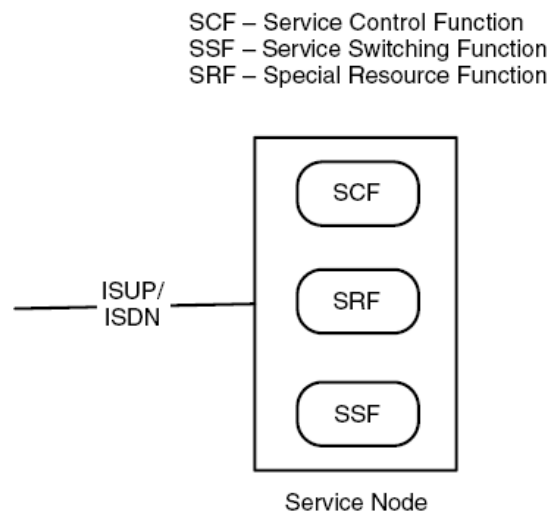 SCF – Service Control Function
SSF – Service Switching Function
SRF – Special Resource Function
SCF
ISUP/
ISDN
SRF
SSF
Service Node